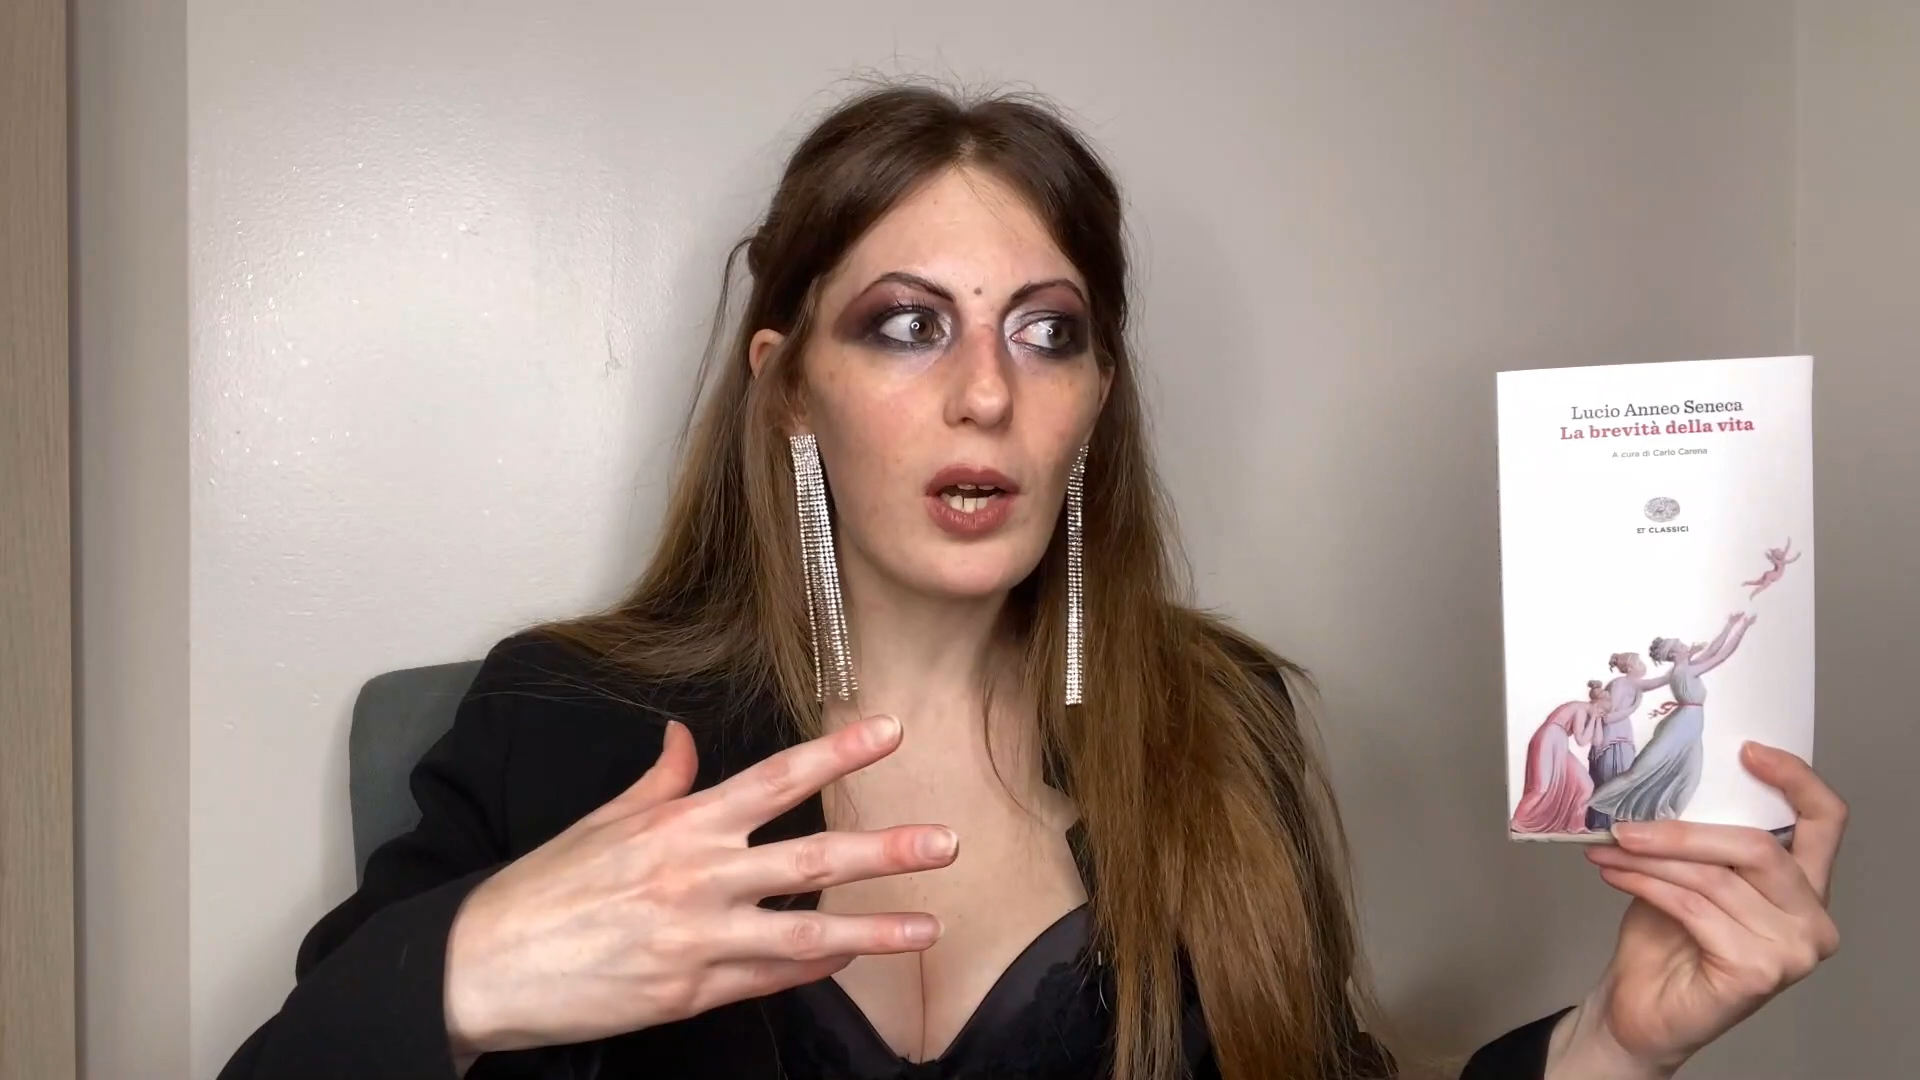 Lucio Anneo Seneca
La brevità della vita
A cura di Carlo Carena
ET CLASSICI